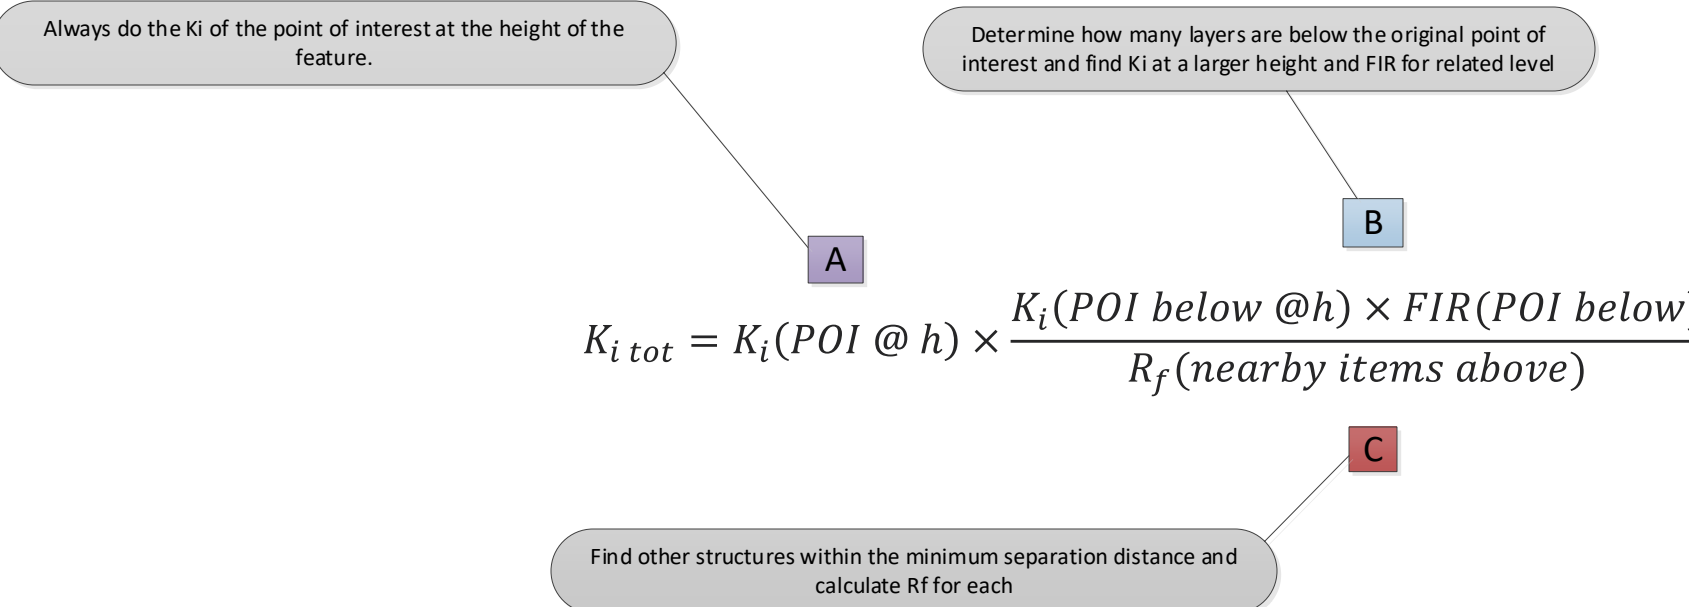 Always do the Ki of the point of interest at the height of the
feature.
Determine how many layers are below the original point of
interest and find Ki at a larger height and FIR for related level
A
B
K_{i tot} = K_i(POI @ h) × \frac{K_i(POI below @h) × FIR(POI below)}{R_f(nearby items above)}
C
Find other structures within the minimum separation distance and
calculate Rf for each